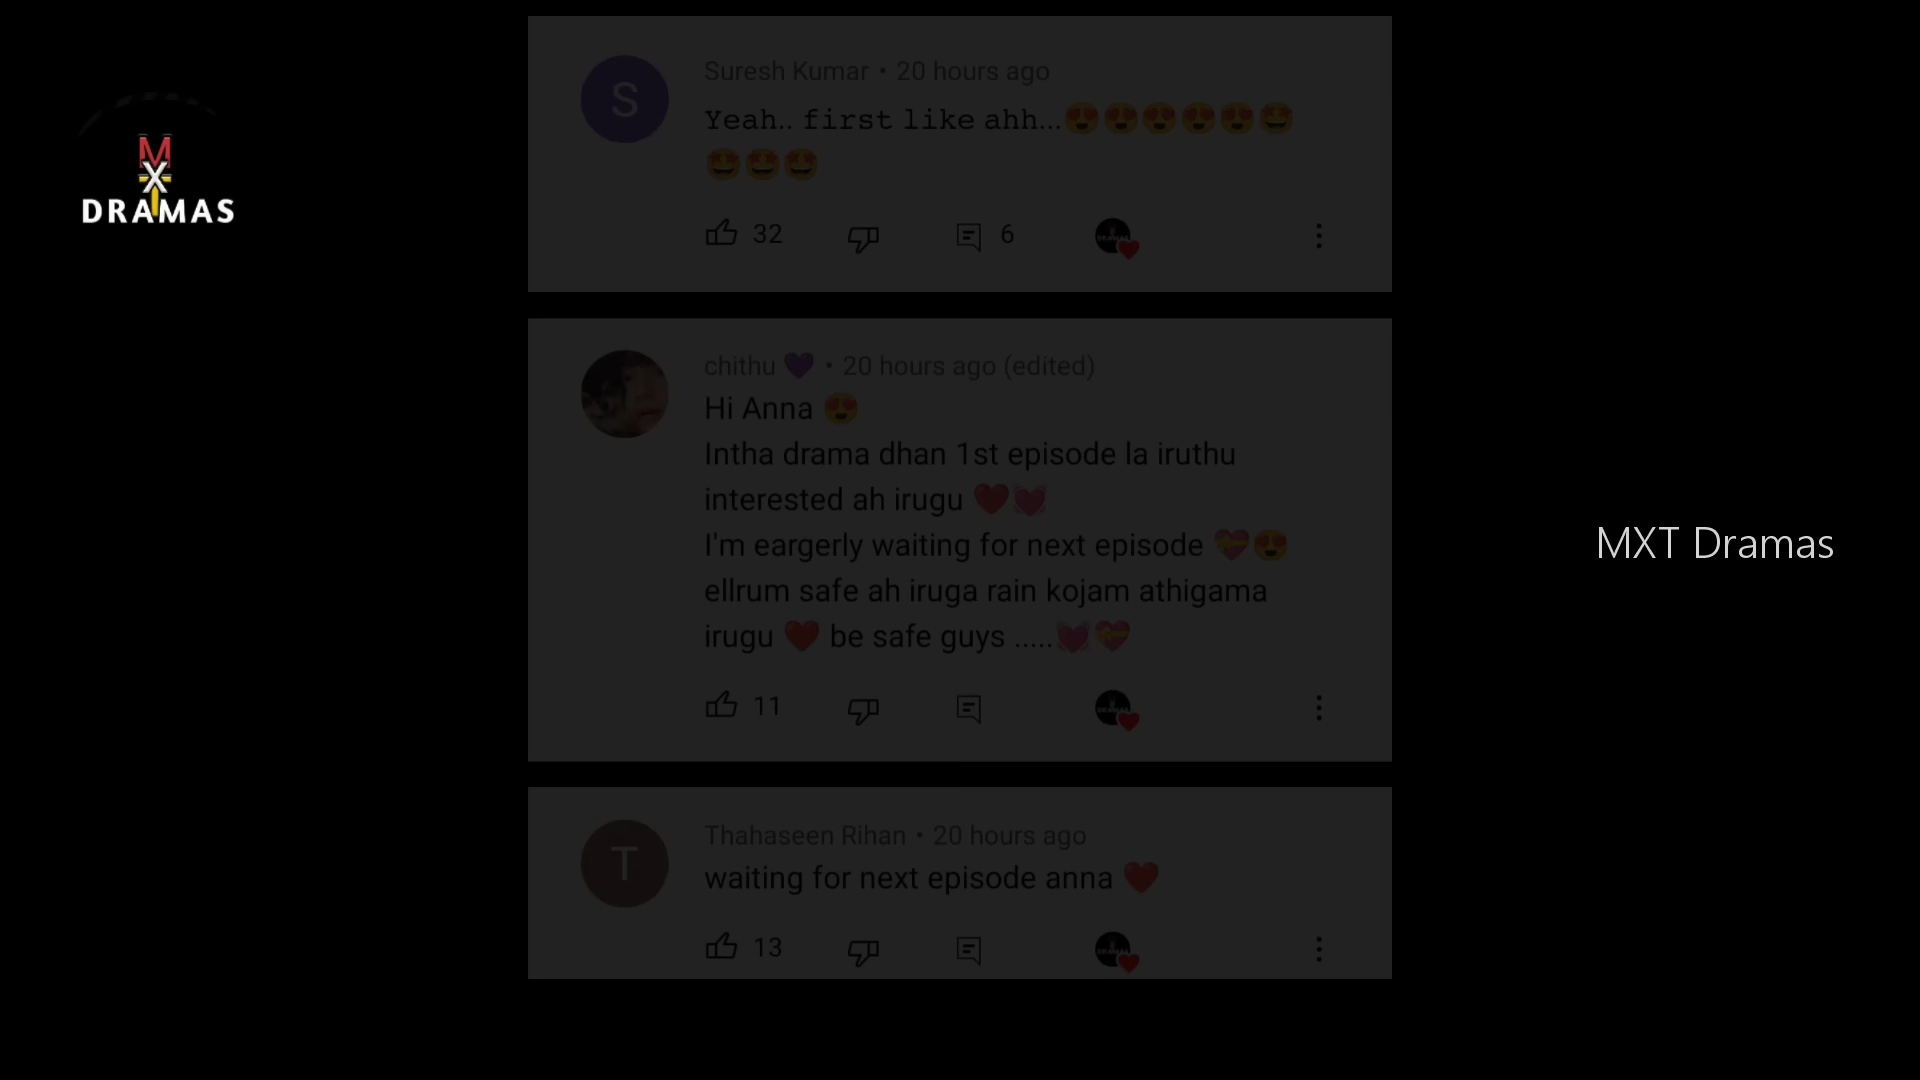 MXT
DRAMAS
S
Suresh Kumar • 20 hours ago
Yeah.. first like ahh...😍😍😍😍😍🤩
🤩🤩🤩
32
6
chithu 💜 • 20 hours ago (edited)
Hi Anna 😍
Intha drama dhan 1st episode la iruthu
interested ah irugu ❤️💓
I'm eargerly waiting for next episode 💝😍
ellrum safe ah iruga rain kojam athigama
irugu ❤️ be safe guys .....💓💝
11
T
Thahaseen Rihan • 20 hours ago
waiting for next episode anna ❤️
13
MXT Dramas